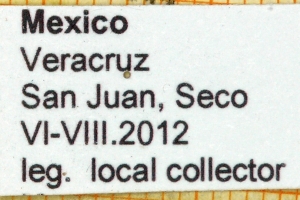 Mexico
Veracruz
San Juan, Seco
VI-VIII.2012
leg. local collector